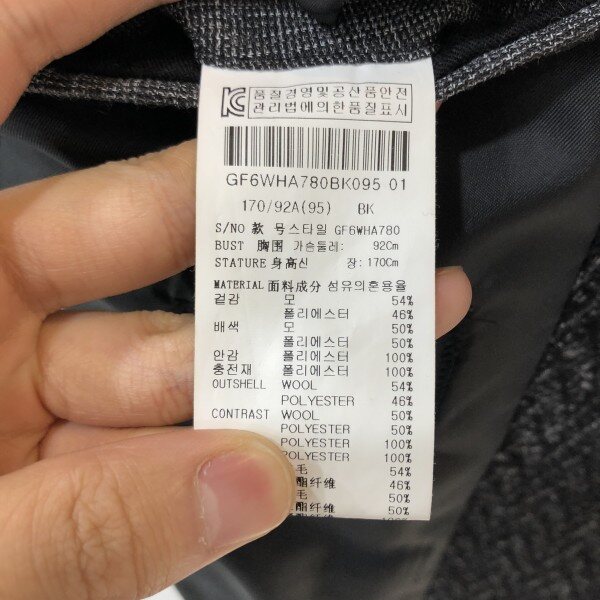 품질경영및공산품안전
관리법에의한품질표시
GF6WHA780BK095 01
170/92A(95) BK
S/NO 款 号스타일 GF6WHA780
BUST 胸围 가슴둘레: 92Cm
STATURE 身高신 장: 170Cm
MATERIAL 面料成分 섬유의혼용율
겉감 모 54%
폴리에스터 46%
배색 모 50%
폴리에스터 50%
안감 폴리에스터 100%
충전재 폴리에스터 100%
OUTSHELL WOOL 54%
POLYESTER 46%
CONTRAST WOOL 50%
POLYESTER 50%
POLYESTER 100%
POLYESTER 100%
毛 54%
酯纤维 46%
毛 50%
酯纤维 50%
100%